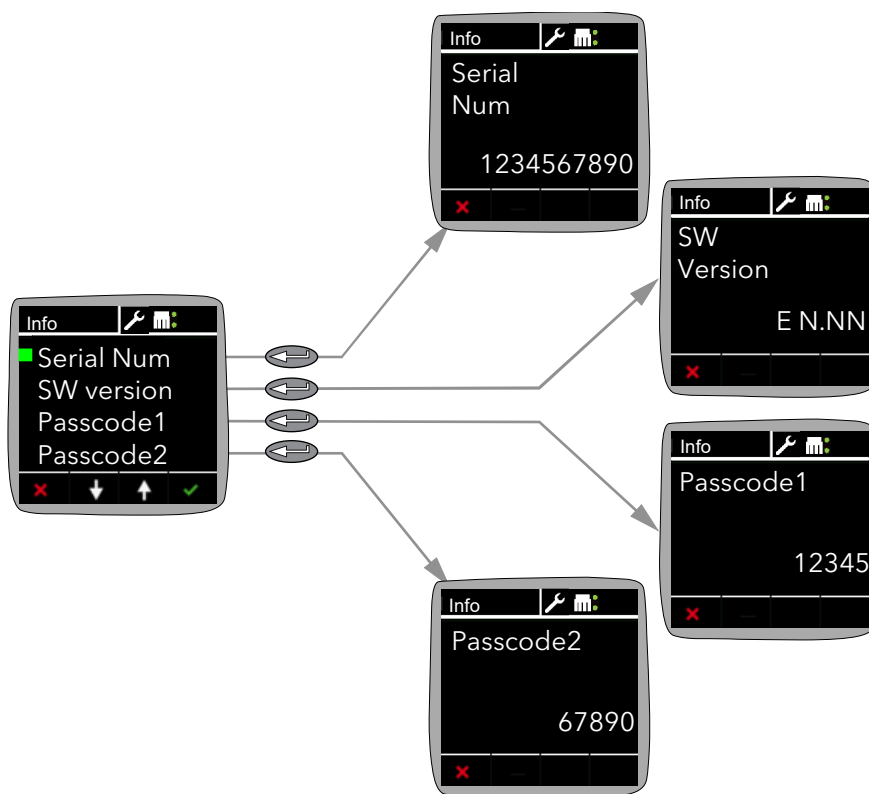 Info
Serial
Num
1234567890
Info
SW
Version
E N.NN
Info
Serial Num
SW version
Passcode1
Passcode2
Info
Passcode1
12345
Info
Passcode2
67890